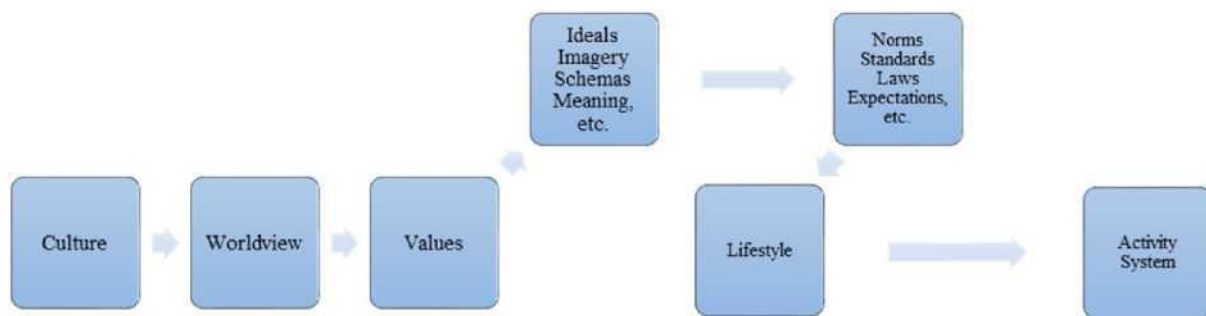 Culture
Worldview
Values
Ideals
Imagery
Schemas
Meaning,
etc.
Norms
Standards
Laws
Expectations,
etc.
Lifestyle
Activity
System